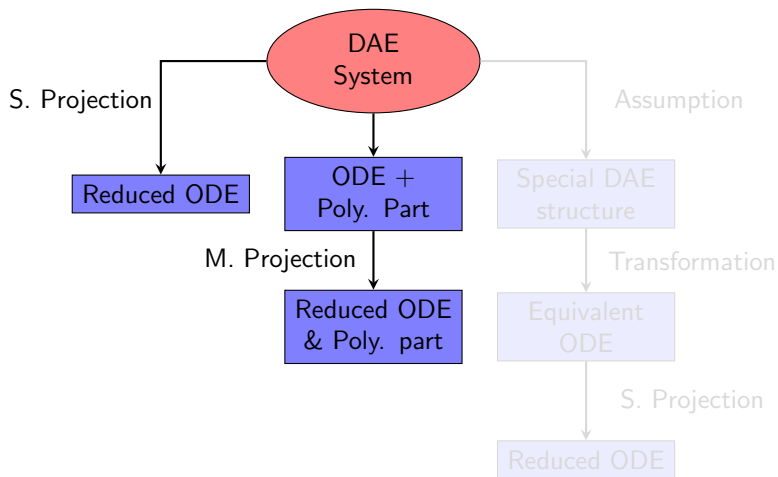 DAE
System
S. Projection
Assumption
Reduced ODE
ODE +
Poly. Part
Special DAE
structure
M. Projection
Transformation
Reduced ODE
& Poly. part
Equivalent
ODE
S. Projection
Reduced ODE